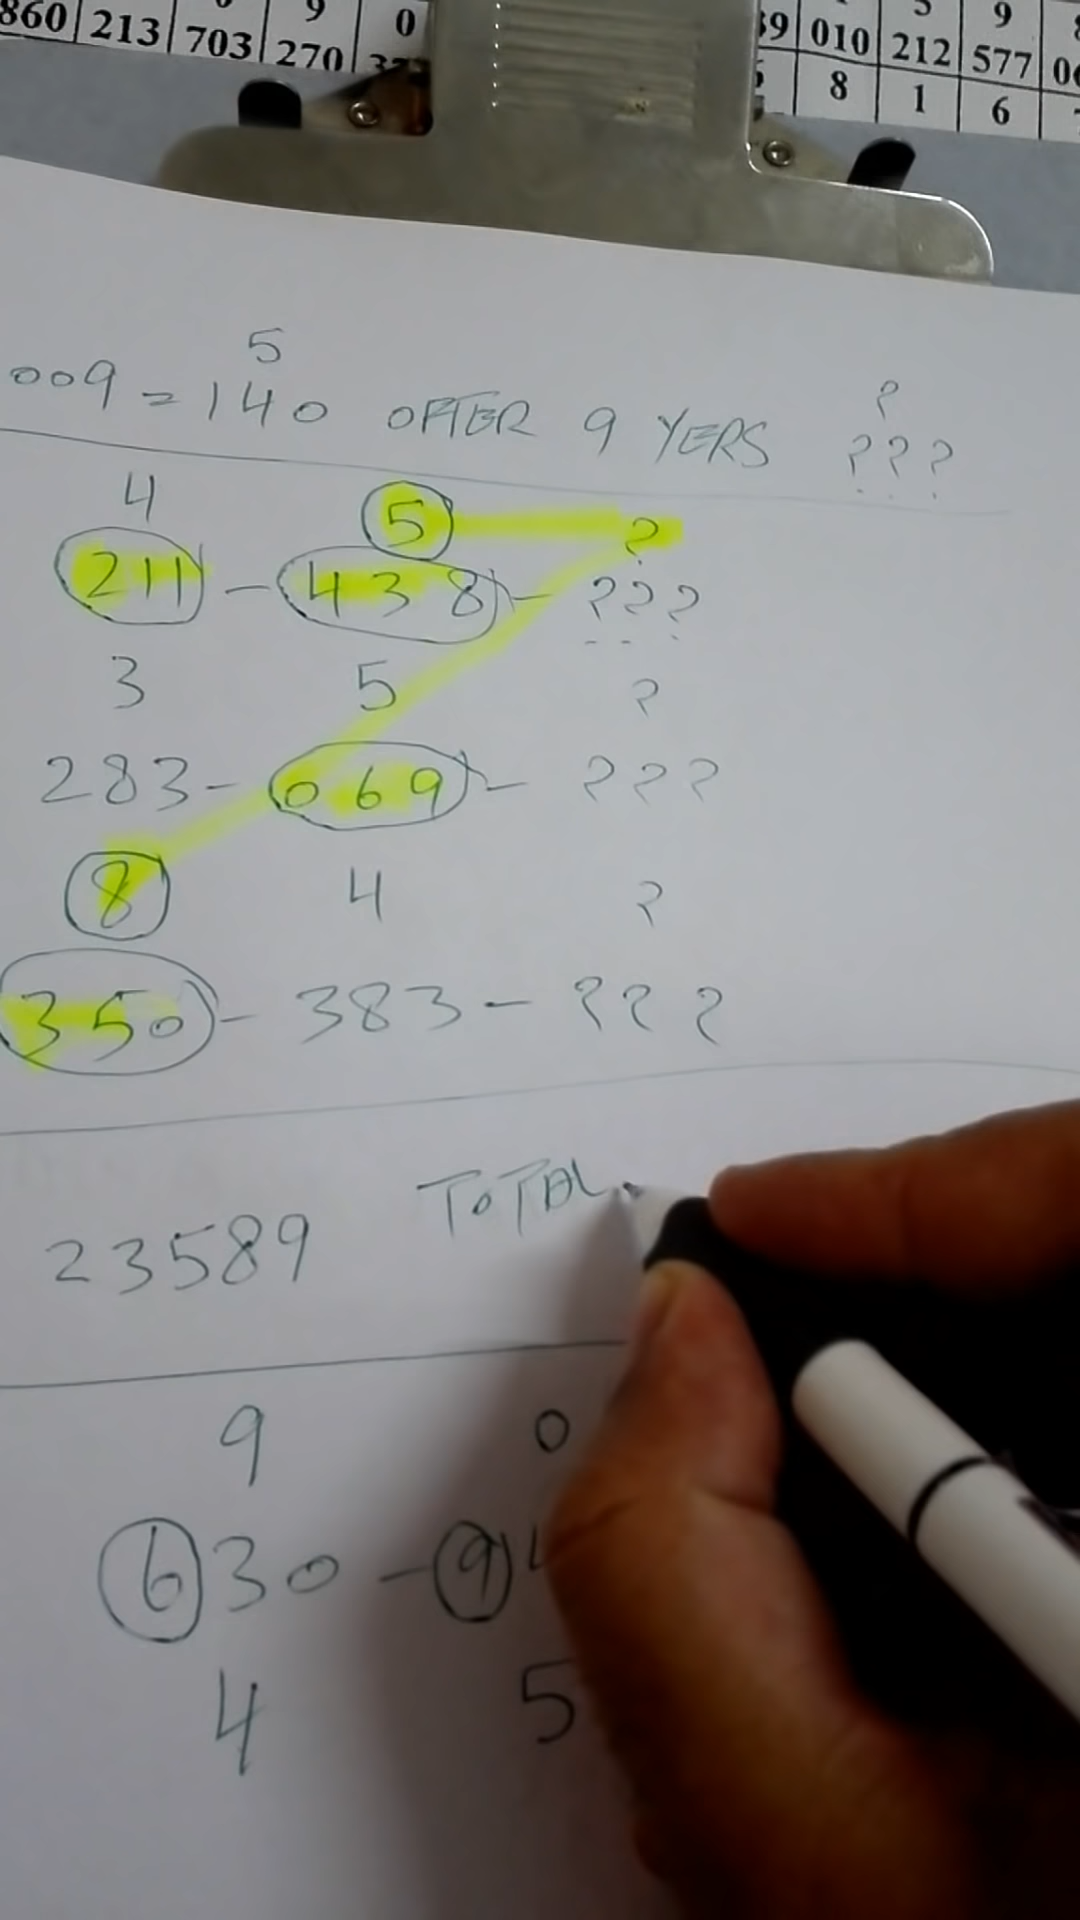 860 213 703 270 010 212 577
9 0 5 9
8 1 6
5
009 = 140 OFTER 9 YERS ???
?
4 5 ?
211 - 438 - ???
3 5 ?
283 - 069 - ???
8 4 ?
350 - 383 - ???
23589 TOTAL
9 0
630 - 9
4 5